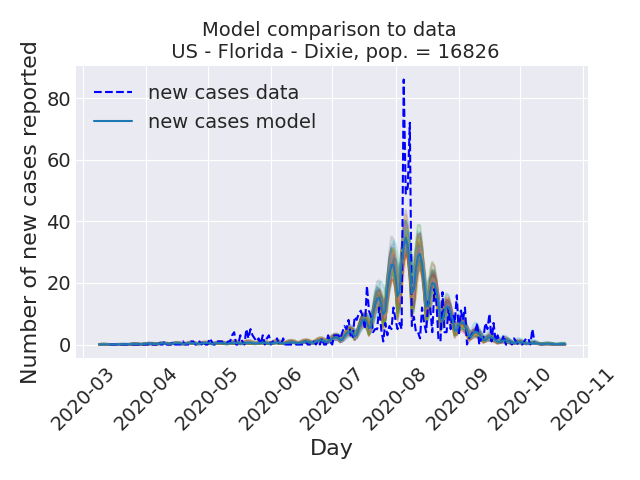 Model comparison to data
US - Florida - Dixie, pop. = 16826
Number of new cases reported
80
60
40
20
0
new cases data
new cases model
2020-03
2020-04
2020-05
2020-06
2020-07
2020-08
2020-09
2020-10
2020-11
Day